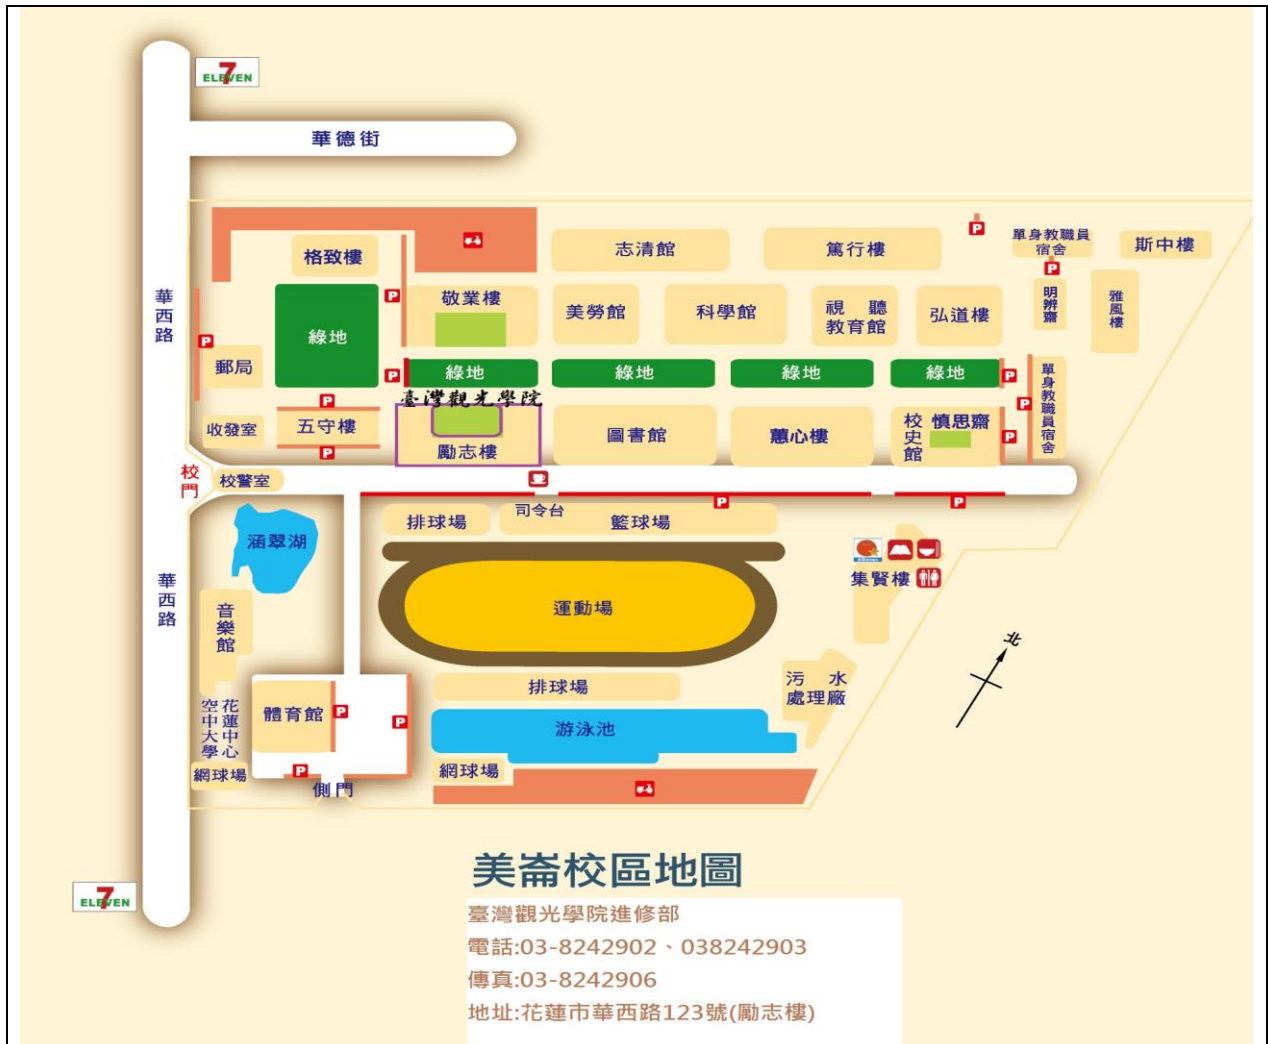 7
ELEVEN
華德街
華西路
格致樓
志清館
篤行樓
P
單身教職員
宿舍
斯中樓
P
敬業樓
P
美勞館
科學館
視聽
教育館
弘道樓
明辨齋
雅風樓
綠地
P
郵局
P
綠地
綠地
綠地
綠地
P
單身教職員宿舍
臺灣觀光學院
P
P
收發室
五守樓
P
勵志樓
圖書館
蕙心樓
校史館
慎思齋
P
校門
校警室
P
P
涵翠湖
排球場
司令台
籃球場
華西路
集賢樓
音樂館
運動場
北
污水
處理廠
排球場
花蓮中心
空中大學
體育館
P
P
游泳池
網球場
P
網球場
側門
7
ELEVEN
美崙校區地圖
臺灣觀光學院進修部
電話:03-8242902、038242903
傳真:03-8242906
地址:花蓮市華西路123號(勵志樓)